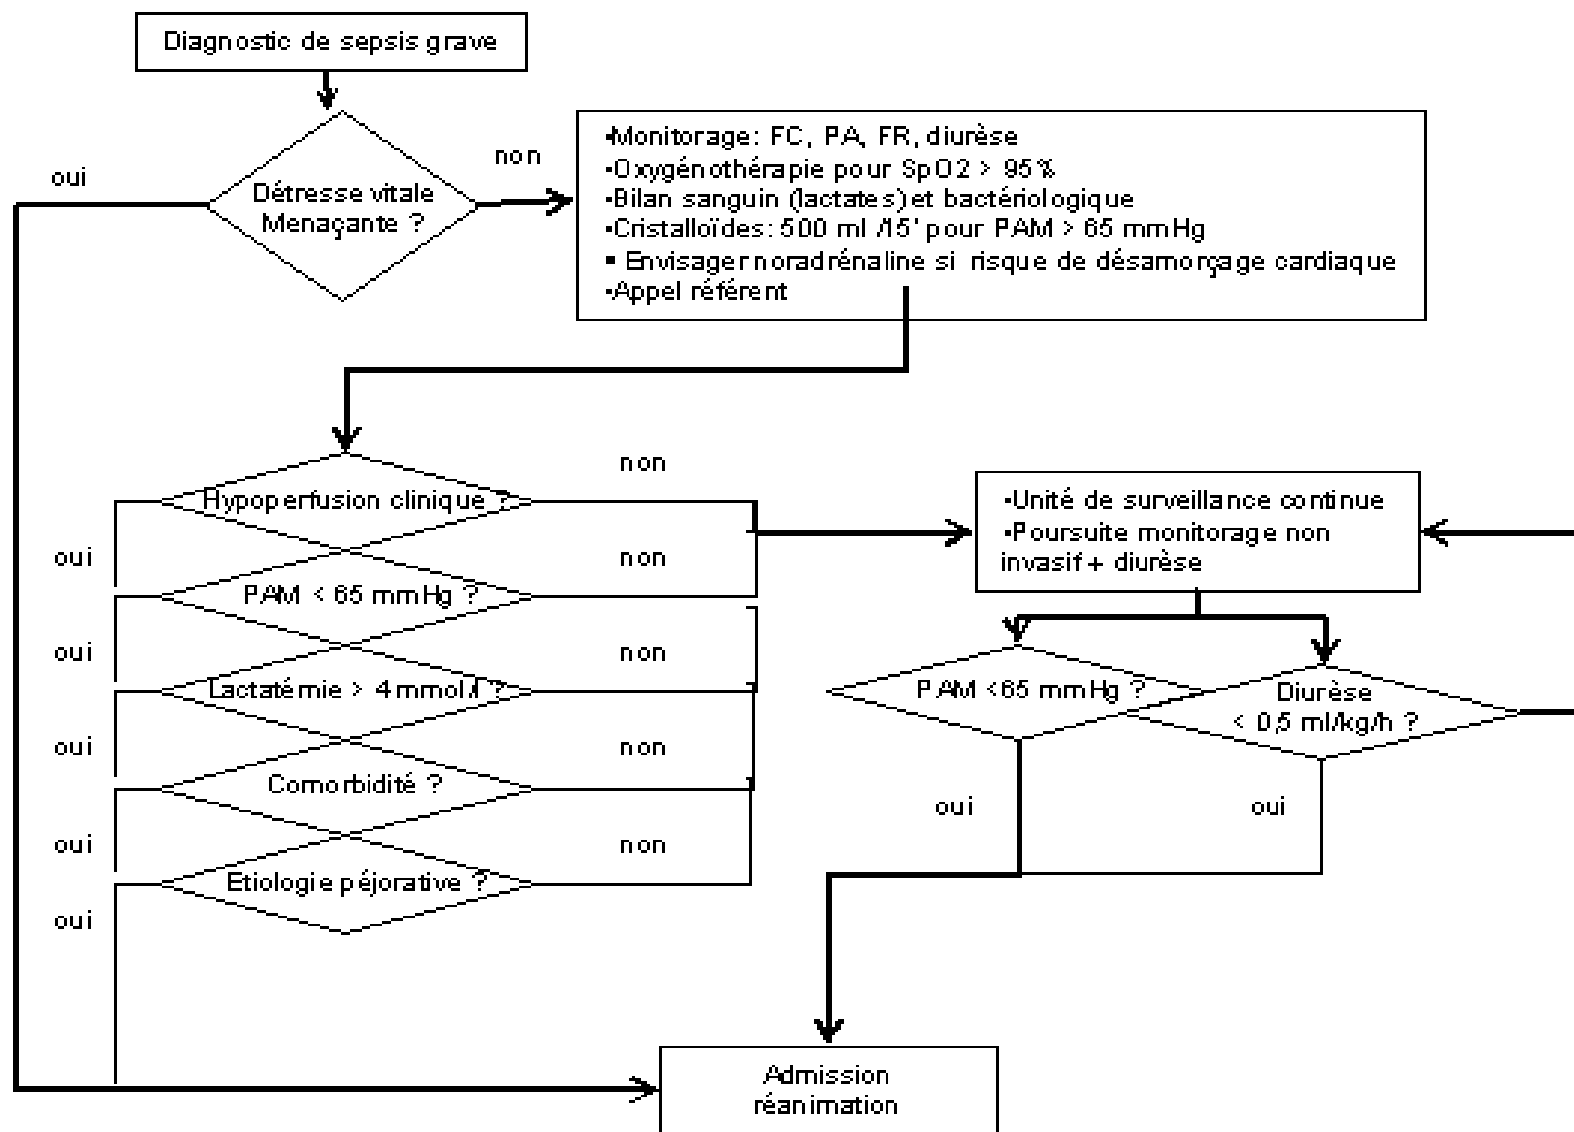 Diagnostic de sepsis grave
oui
non
Détresse vitale
Menaçante ?
•Monitorage: FC, PA, FR, diurèse
•Oxygénothérapie pour SpO2 > 95%
•Bilan sanguin (lactates) et bactériologique
•Cristalloïdes: 500 ml /15' pour PAM > 65 mmHg
▪ Envisager noradrénaline si risque de désamorçage cardiaque
•Appel référent
non
Hypoperfusion clinique ?
oui
non
PAM < 65 mmHg ?
oui
non
Lactatémie > 4 mmol/l ?
oui
non
Comorbidité ?
oui
non
Etiologie péjorative ?
oui
•Unité de surveillance continue
•Poursuite monitorage non
invasif + diurèse
PAM <65 mmHg ?
Diurèse
< 0,5 ml/kg/h ?
oui
oui
Admission
réanimation